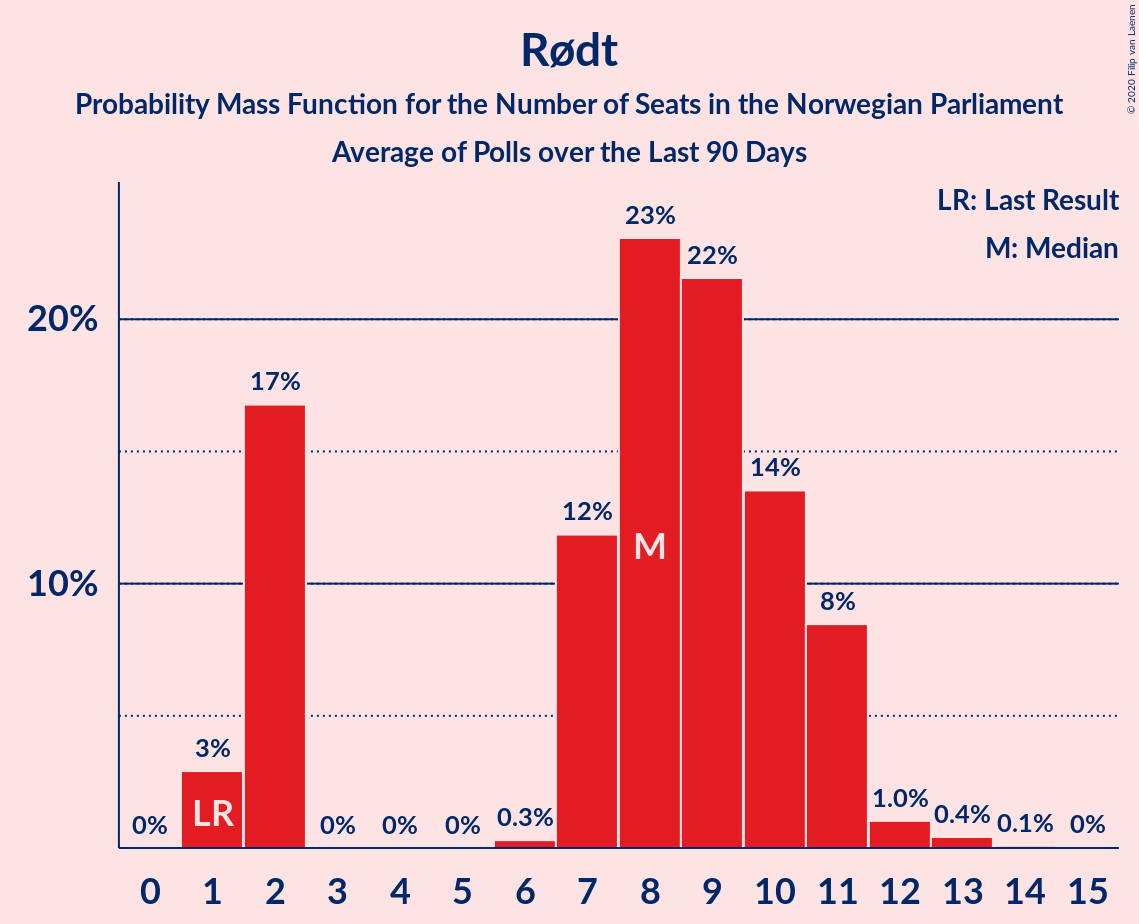 © 2020 Filip van Laenen
Rødt
Probability Mass Function for the Number of Seats in the Norwegian Parliament
Average of Polls over the Last 90 Days
LR: Last Result
M: Median
20%
10%
0%
3%
17%
0%
0%
0%
0.3%
12%
23%
22%
14%
8%
1.0%
0.4%
0.1%
0%
LR
M
0 1 2 3 4 5 6 7 8 9 10 11 12 13 14 15